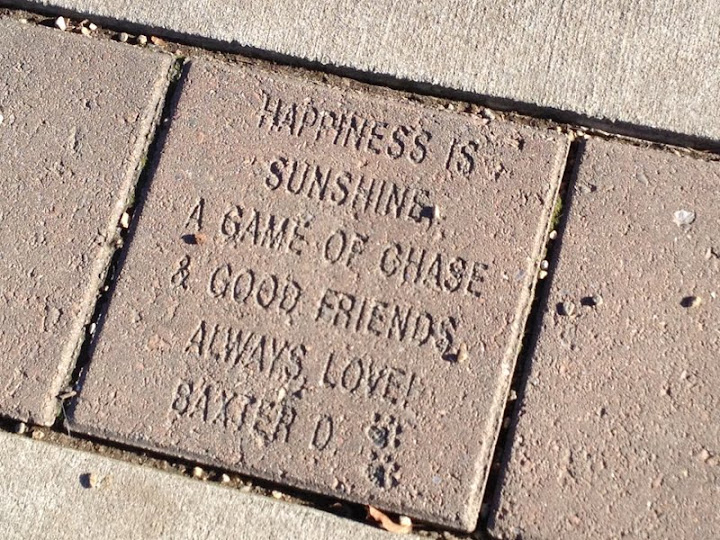 HAPPINESS IS
SUNSHINE,
A GAME OF CHASE
& GOOD FRIENDS.
ALWAYS, LOVE!
BAXTER D.